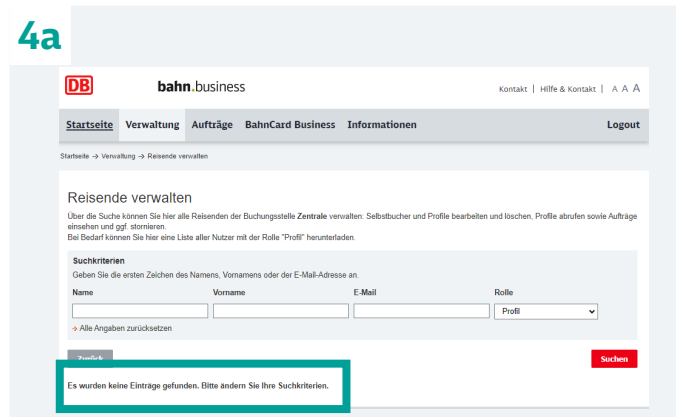 4a
DB bahn.business Kontakt | Hilfe & Kontakt | A A A
Startseite Verwaltung Aufträge BahnCard Business Informationen Logout
Startseite → Verwaltung → Reisende verwalten
Reisende verwalten
Über die Suche können Sie hier alle Reisenden der Buchungsstelle Zentrale verwalten: Selbstbucher und Profile bearbeiten und löschen, Profile abrufen sowie Aufträge
einsehen und ggf. stornieren.
Bei Bedarf können Sie hier eine Liste aller Nutzer mit der Rolle "Profil" herunterladen.
Suchkriterien
Geben Sie die ersten Zeichen des Namens, Vornamens oder der E-Mail-Adresse an.
Name Vorname E-Mail Rolle
Profil
→ Alle Angaben zurücksetzen
Zurück Suchen
Es wurden keine Einträge gefunden. Bitte ändern Sie Ihre Suchkriterien.